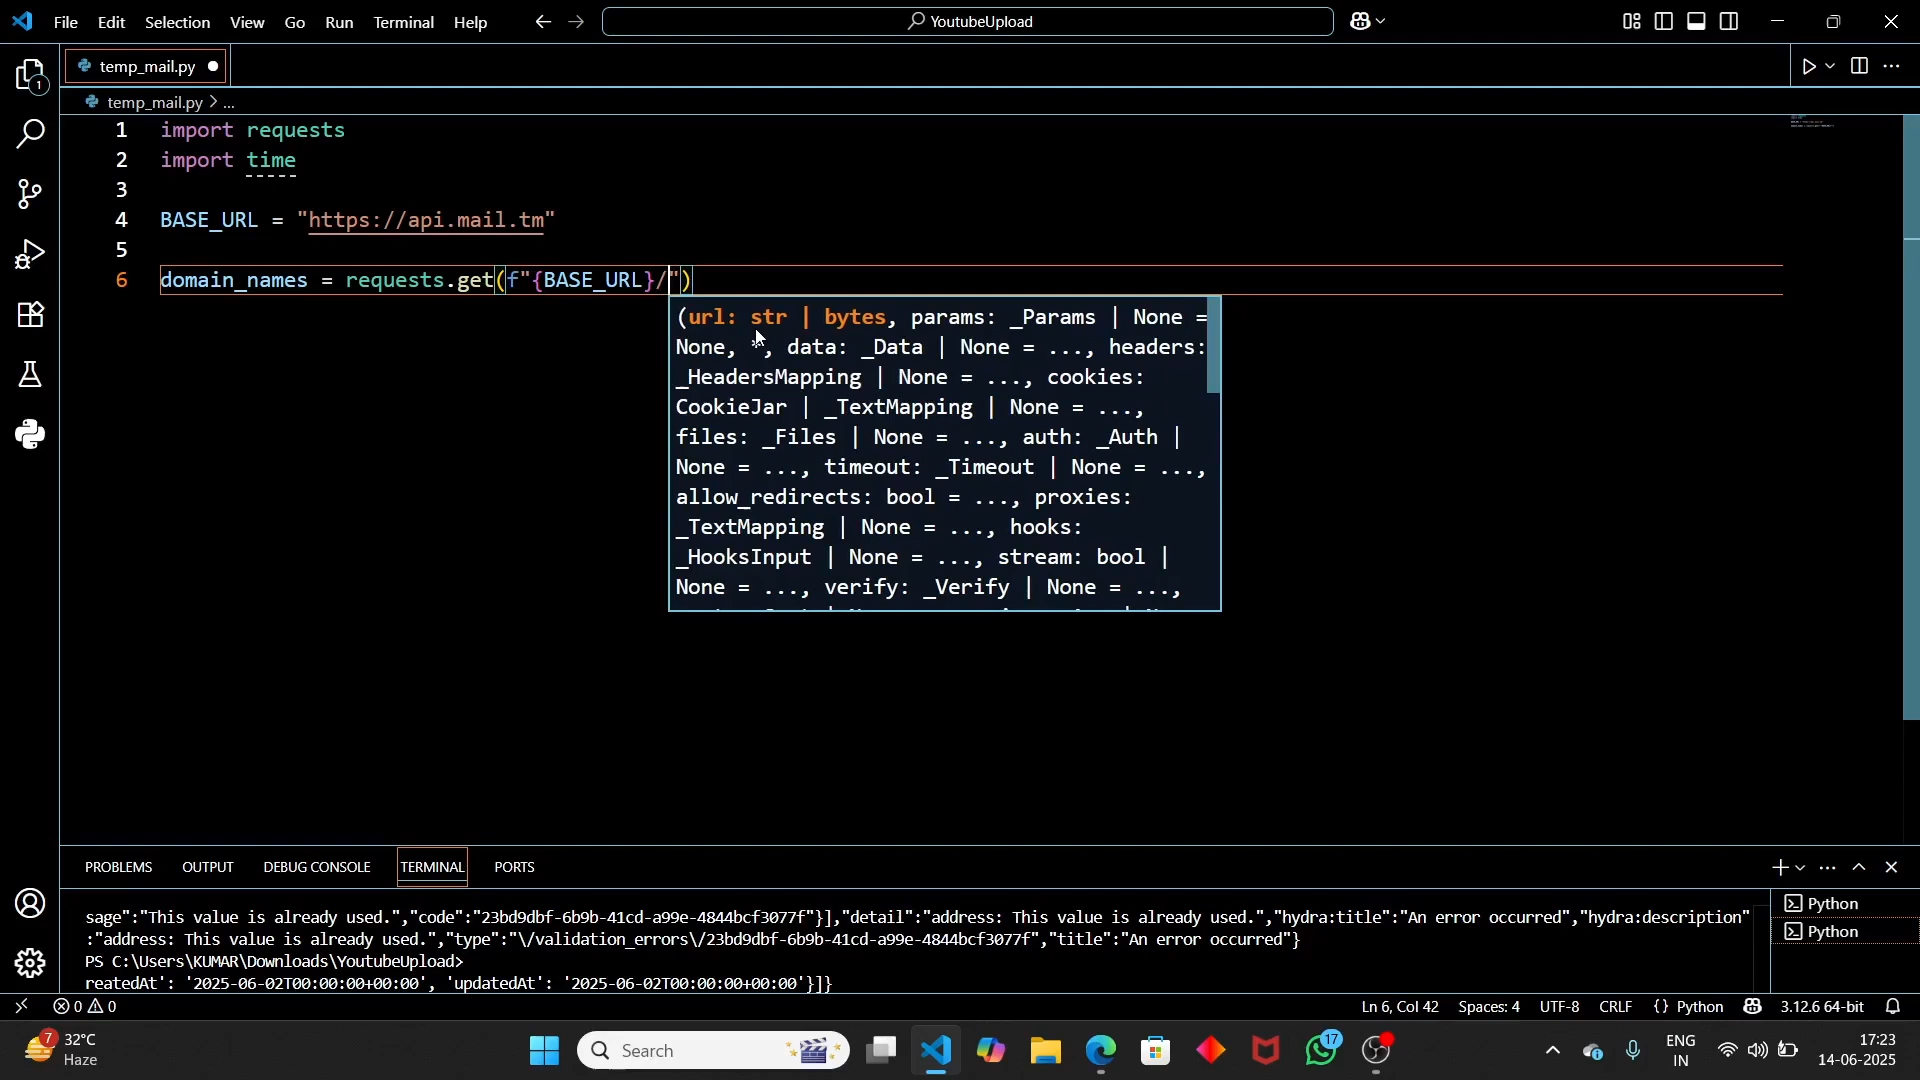 File Edit Selection View Go Run Terminal Help
YoutubeUpload
temp_mail.py
temp_mail.py > ...
1 import requests
2 import time
3
4 BASE_URL = "https://api.mail.tm"
5
6 domain_names = requests.get(f"{BASE_URL}/")
(url: str | bytes, params: _Params | None =
None, *, data: _Data | None = ..., headers:
_HeadersMapping | None = ..., cookies:
CookieJar | _TextMapping | None = ...,
files: _Files | None = ..., auth: _Auth |
None = ..., timeout: _Timeout | None = ...,
allow_redirects: bool = ..., proxies:
_TextMapping | None = ..., hooks:
_HooksInput | None = ..., stream: bool |
None = ..., verify: _Verify | None = ...,
1
PROBLEMS OUTPUT DEBUG CONSOLE TERMINAL PORTS
sage":"This value is already used.","code":"23bd9dbf-6b9b-41cd-a99e-4844bcf3077f"}],"detail":"address: This value is already used.","hydra:title":"An error occurred","hydra:description"
:"address: This value is already used.","type":"\/validation_errors\/23bd9dbf-6b9b-41cd-a99e-4844bcf3077f","title":"An error occurred"}
PS C:\Users\KUMAR\Downloads\YoutubeUpload>
reatedAt': '2025-06-02T00:00:00+00:00', 'updatedAt': '2025-06-02T00:00:00+00:00'}]}
Python
Python
0 0
Ln 6, Col 42 Spaces: 4 UTF-8 CRLF {} Python 3.12.6 64-bit
7
32°C
Haze
Search
17
ENG
IN
17:23
14-06-2025